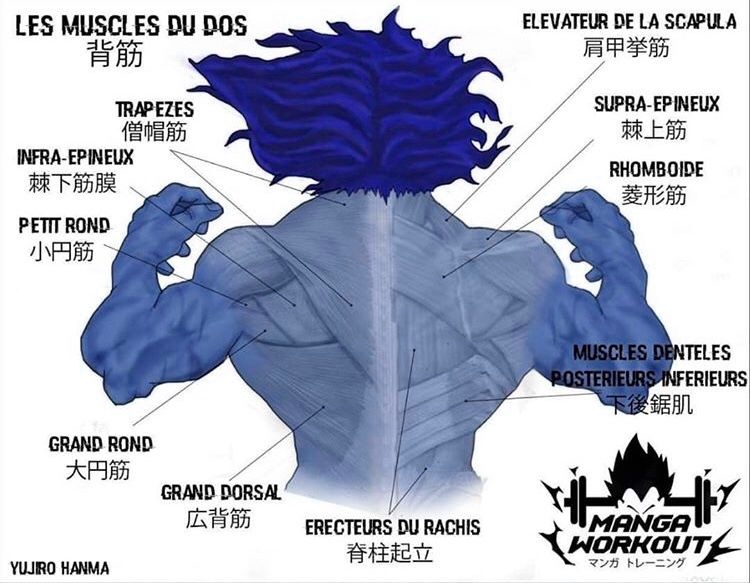 LES MUSCLES DU DOS
背筋
ELEVATEUR DE LA SCAPULA
肩甲挙筋
TRAPEZES
僧帽筋
SUPRA-EPINEUX
棘上筋
INFRA-EPINEUX
棘下筋膜
RHOMBOIDE
菱形筋
PETIT ROND
小円筋
MUSCLES DENTELES
POSTERIEURS INFERIEURS
下後鋸肌
GRAND ROND
大円筋
GRAND DORSAL
広背筋
ERECTEURS DU RACHIS
脊柱起立
MANGA
WORKOUT
マンガ トレーニング
YUJIRO HANMA